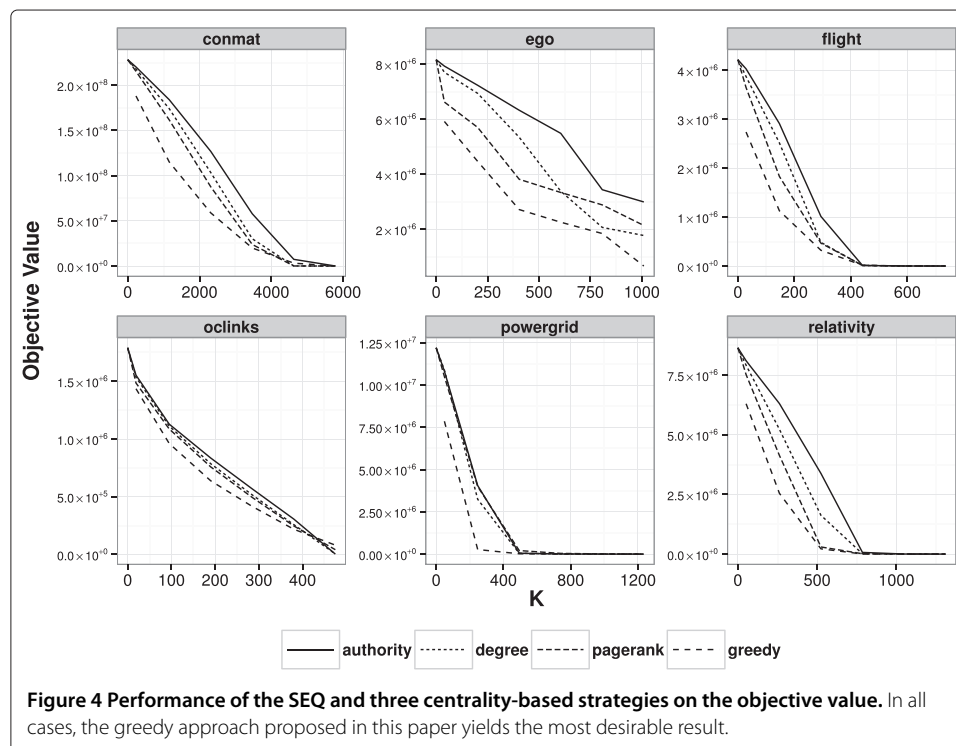 conmat
ego
flight
Objective Value
2.0×10⁺⁸
1.5×10⁺⁸
1.0×10⁺⁸
5.0×10⁺⁷
0.0×10⁺⁰
0 2000 4000 6000
8×10⁺⁶
6×10⁺⁶
4×10⁺⁶
2×10⁺⁶
0 250 500 750 1000
4×10⁺⁶
3×10⁺⁶
2×10⁺⁶
1×10⁺⁶
0×10⁺⁰
0 200 400 600
oclinks
powergrid
relativity
1.5×10⁺⁶
1.0×10⁺⁶
5.0×10⁺⁵
0.0×10⁺⁰
0 100 200 300 400
1.25×10⁺⁷
1.00×10⁺⁷
7.50×10⁺⁶
5.00×10⁺⁶
2.50×10⁺⁶
0.00×10⁺⁰
0 400 800 1200
7.5×10⁺⁶
5.0×10⁺⁶
2.5×10⁺⁶
0.0×10⁺⁰
0 500 1000
K
authority degree pagerank greedy
Figure 4 Performance of the SEQ and three centrality-based strategies on the objective value. In all
cases, the greedy approach proposed in this paper yields the most desirable result.